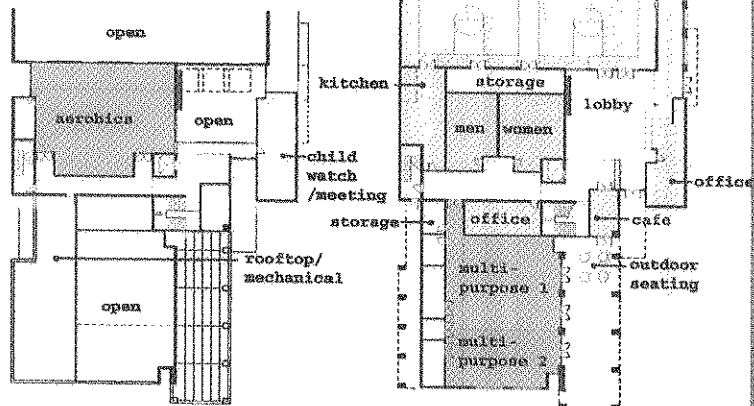 open
aerobics
open
child
watch
/meeting
rooftop/
mechanical
open
kitchen
storage
lobby
men
women
office
storage
office
cafe
outdoor
seating
multi-
purpose 1
multi-
purpose 2